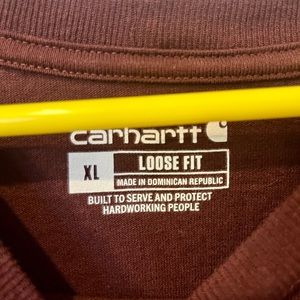 carhartt
XL LOOSE FIT
MADE IN DOMINICAN REPUBLIC
BUILT TO SERVE AND PROTECT
HARDWORKING PEOPLE